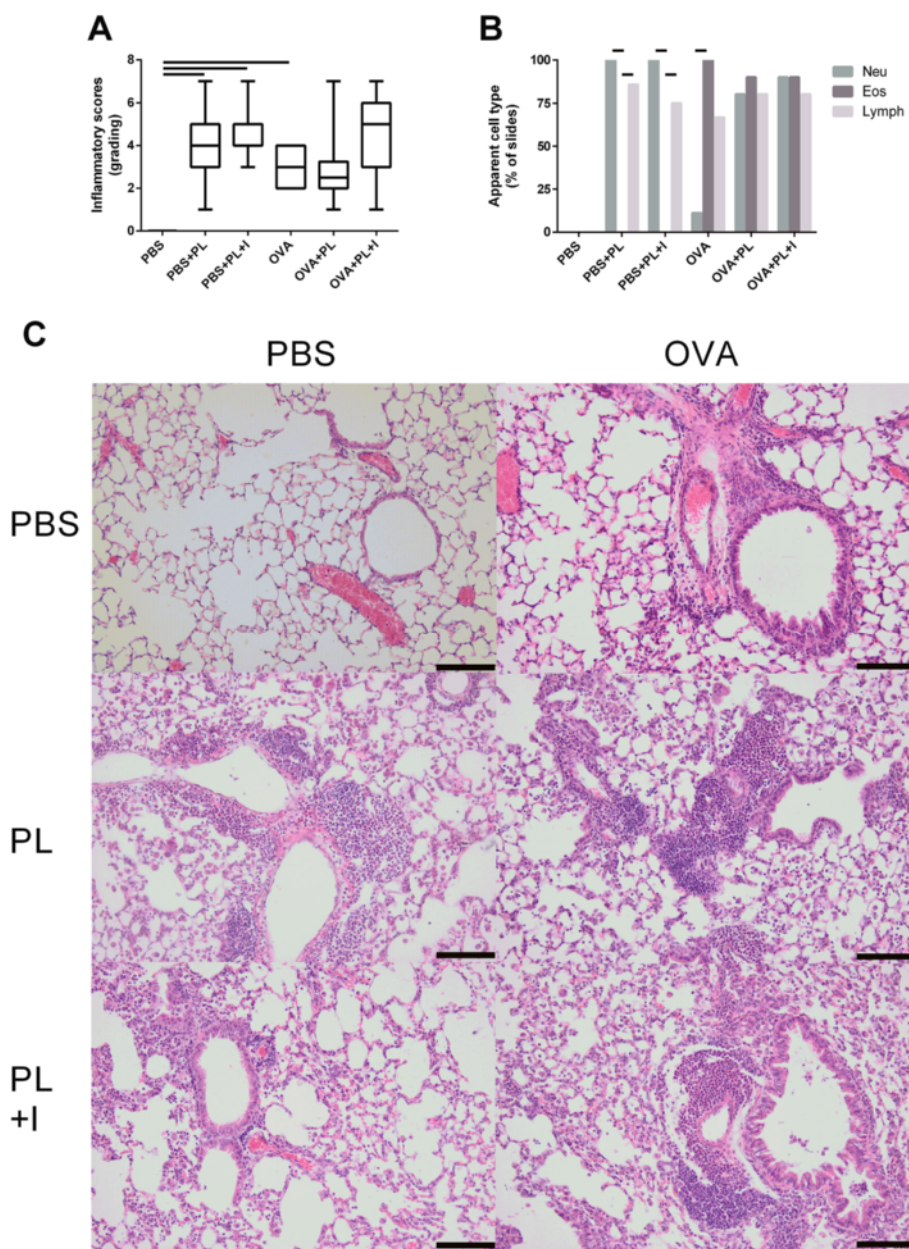 A
Inflammatory scores
(grading)
8
6
4
2
0
PBS
PBS+PL
PBS+PL+I
OVA
OVA+PL
OVA+PL+I
B
Apparent cell type
(% of slides)
100
75
50
25
0
PBS
PBS+PL
PBS+PL+I
OVA
OVA+PL
OVA+PL+I
Neu
Eos
Lymph
C
PBS
OVA
PBS
PL
PL
+I